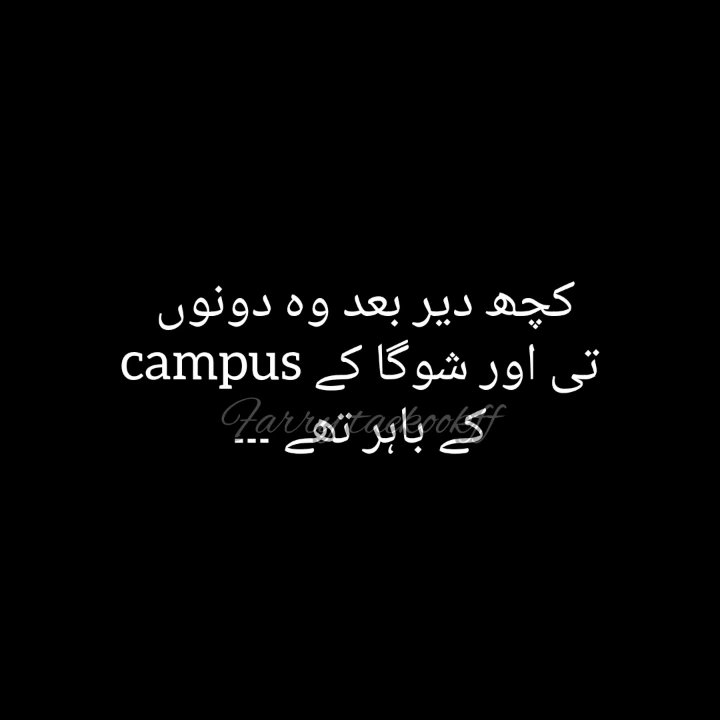 کچھ دیر بعد وہ دونوں
تی اور شوگا کے campus
کے باہر تھے ---